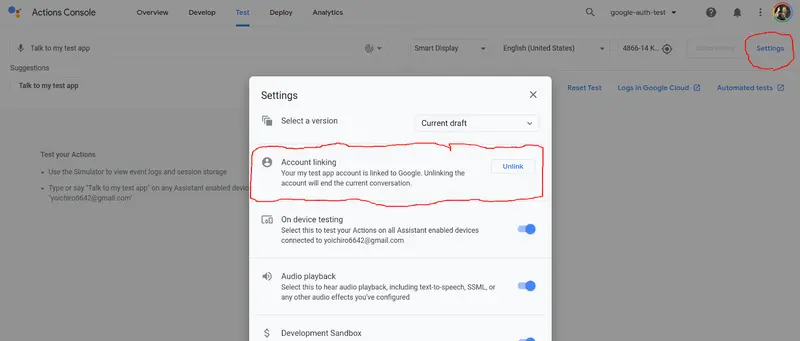 Actions Console
Overview
Develop
Test
Deploy
Analytics
google-auth-test
Talk to my test app
Smart Display
English (United States)
4866-14 K...
Settings
Suggestions
Talk to my test app
Reset Test
Logs in Google Cloud
Automated tests
Test your Actions
Use the Simulator to view event logs and session storage
Type or say "Talk to my test app" on any Assistant enabled devic
"yoichiro6642@gmail.com"
Settings
Select a version
Current draft
Account linking
Your my test app account is linked to Google. Unlinking the
account will end the current conversation.
Unlink
On device testing
Select this to test your Actions on all Assistant enabled devices
connected to yoichiro6642@gmail.com
Audio playback
Select this to hear audio playback, including text-to-speech, SSML, or
any other audio effects you've configured
Development Sandbox